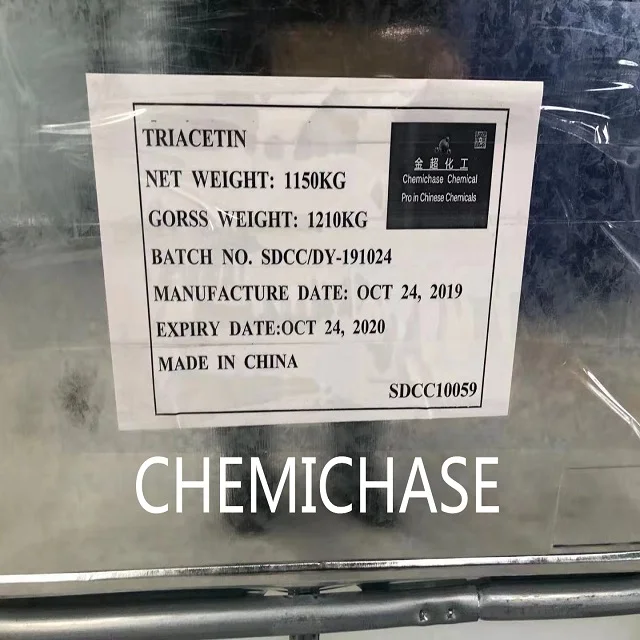 TRIACETIN
金超化工
Chemichase Chemical
Pro in Chinese Chemicals
NET WEIGHT: 1150KG
GORSS WEIGHT: 1210KG
BATCH NO. SDCC/DY-191024
MANUFACTURE DATE: OCT 24, 2019
EXPIRY DATE:OCT 24, 2020
MADE IN CHINA
SDCC10059
CHEMICHASE